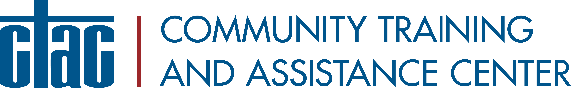 ctac
COMMUNITY TRAINING
AND ASSISTANCE CENTER